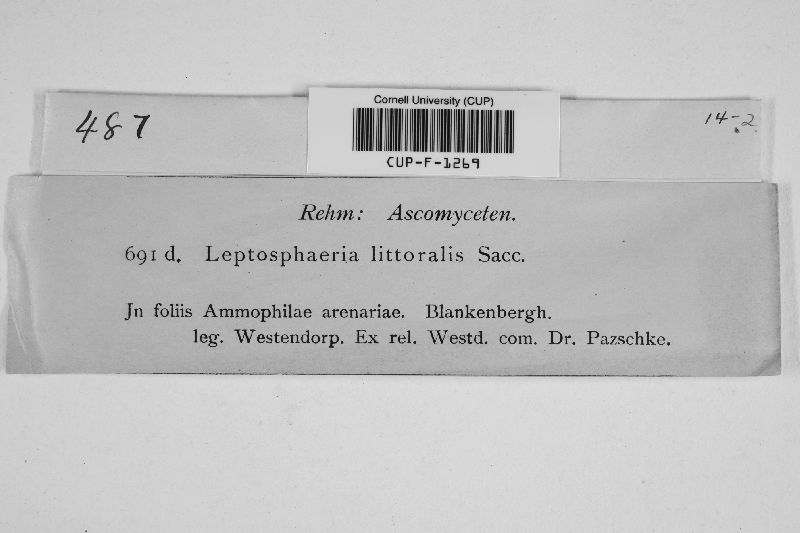 Cornell University (CUP)
487
14-2
CUP-F-1269
Rehm: Ascomyceten.
691 d. Leptosphaeria littoralis Sacc.
Jn foliis Ammophilae arenariae. Blankenbergh.
leg. Westendorp. Ex rel. Westd. com. Dr. Pazschke.